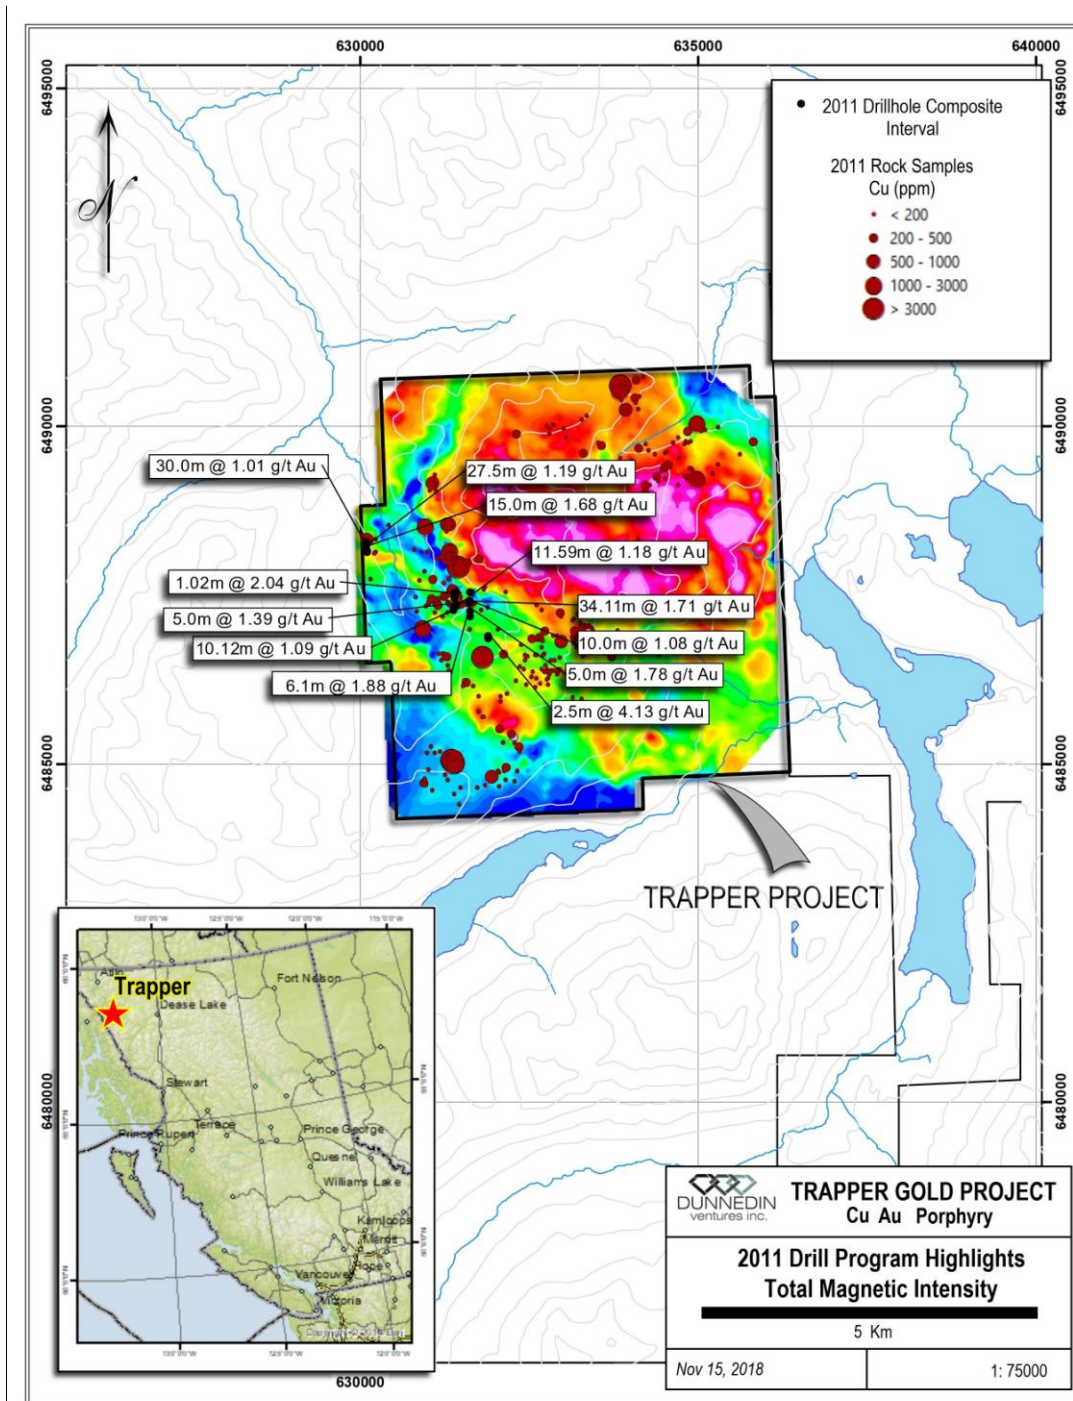 630000
635000
640000
6495000
6495000
N
2011 Drillhole Composite
Interval
2011 Rock Samples
Cu (ppm)
< 200
200 - 500
500 - 1000
1000 - 3000
> 3000
6490000
6490000
30.0m @ 1.01 g/t Au
27.5m @ 1.19 g/t Au
15.0m @ 1.68 g/t Au
11.59m @ 1.18 g/t Au
1.02m @ 2.04 g/t Au
34.11m @ 1.71 g/t Au
5.0m @ 1.39 g/t Au
10.0m @ 1.08 g/t Au
10.12m @ 1.09 g/t Au
5.0m @ 1.78 g/t Au
6.1m @ 1.88 g/t Au
2.5m @ 4.13 g/t Au
6485000
6485000
TRAPPER PROJECT
Atlin
Trapper
Fort Nelson
Dease Lake
Stewart
Terrace
Prince Rupert
Prince George
Quesnel
Williams Lake
Kamloops
Hope
Vancouver
Victoria
6480000
6480000
DUNNEDIN
ventures inc.
TRAPPER GOLD PROJECT
Cu Au Porphyry
2011 Drill Program Highlights
Total Magnetic Intensity
5 Km
Nov 15, 2018
1: 75000
630000